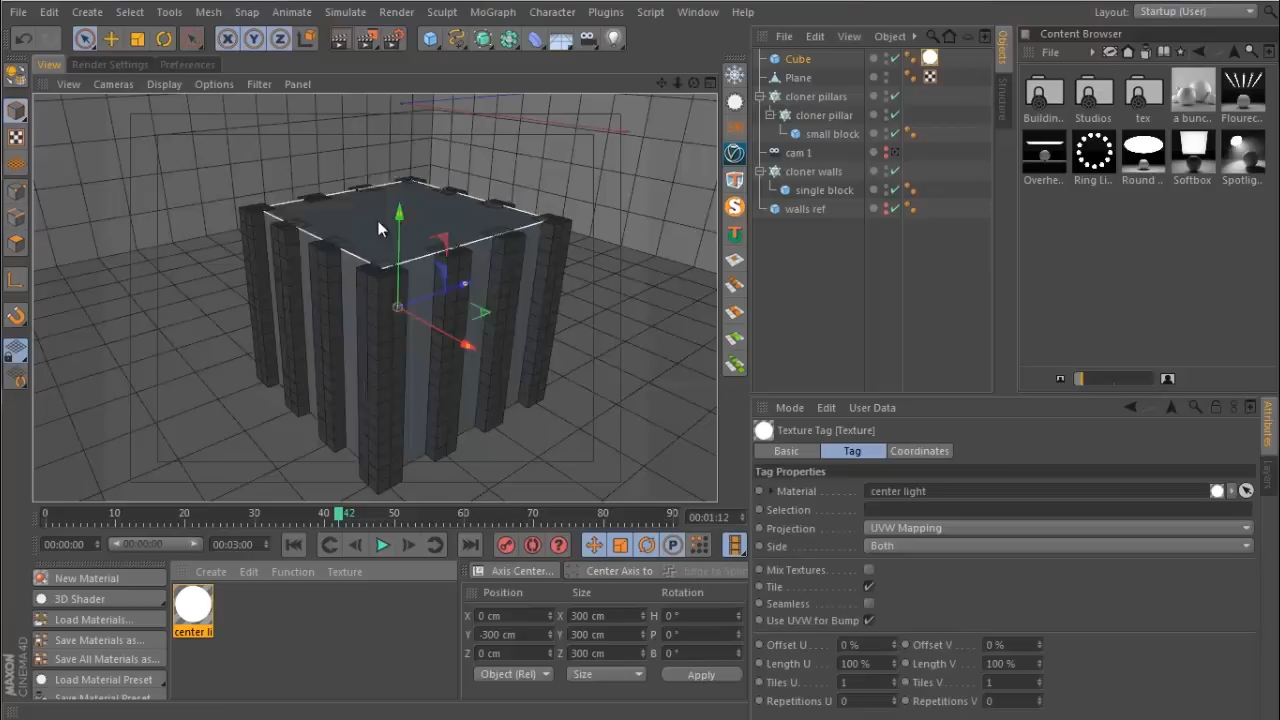 File Edit Create Select Tools Mesh Snap Animate Simulate Render Sculpt MoGraph Character Plugins Script Window Help
Layout: Startup (User)
View Render Settings Preferences
View Cameras Display Options Filter Panel
X Y Z
File Edit View Object
Objects
Structure
Cube
Plane
cloner pillars
cloner pillar
small block
cam 1
cloner walls
single block
walls ref
Content Browser
File
Buildin.. Studios tex a bunc.. Flourec..
Overhe.. Ring Li.. Round .. Softbox Spotlig..
Mode Edit User Data
Attributes
Layers
Texture Tag [Texture]
Basic Tag Coordinates
Tag Properties
Material center light
Selection
Projection UVW Mapping
Side Both
Mix Textures
Tile
Seamless
Use UVW for Bump
Offset U 0 % Offset V 0 %
Length U 100 % Length V 100 %
Tiles U 1 Tiles V 1
Repetitions U 0 Repetitions V 0
0 10 20 30 40 42 50 60 70 80 90 00:01:12
00:00:00 00:00:00 00:03:00
New Material
3D Shader
Load Materials...
Save Materials as...
Save All Materials as...
Load Material Preset
Save Material Preset
Create Edit Function Texture
center li
Axis Center... Center Axis to
Position Size Rotation
X 0 cm X 300 cm H 0 °
Y -300 cm Y 300 cm P 0 °
Z 0 cm Z 300 cm B 0 °
Object (Rel) Size Apply
MAXON
CINEMA4D